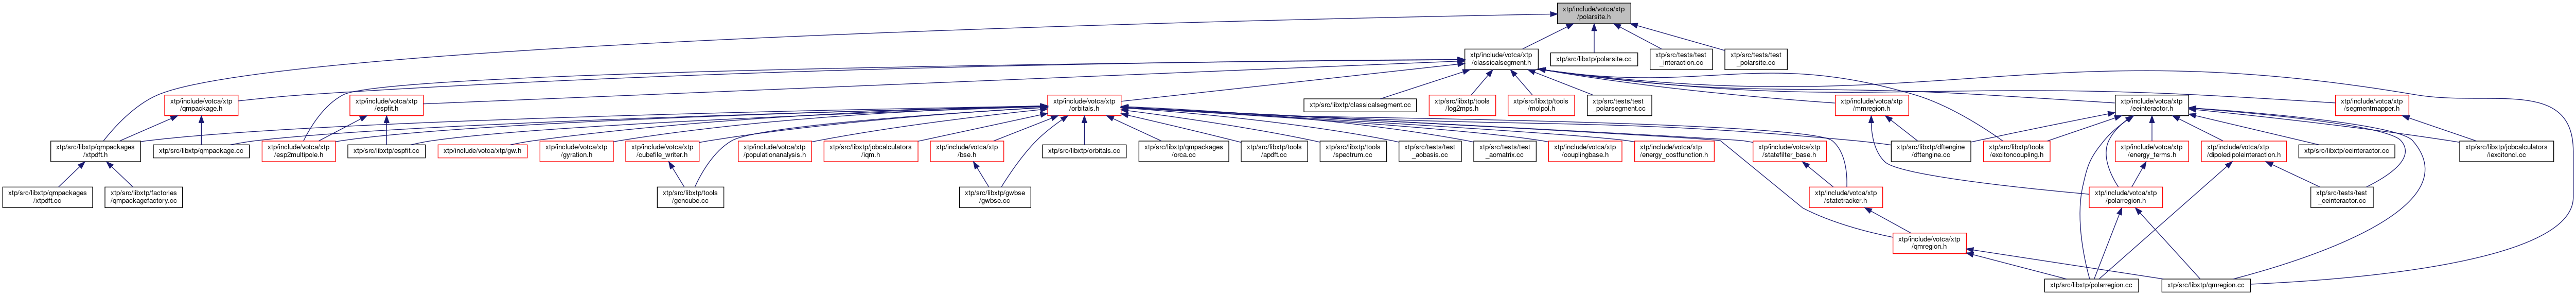 xtp/include/votca/xtp
/polarsite.h
xtp/include/votca/xtp
/classicalsegment.h
xtp/src/libxtp/polarsite.cc
xtp/src/tests/test
_interaction.cc
xtp/src/tests/test
_polarsite.cc
xtp/include/votca/xtp
/qmpackage.h
xtp/include/votca/xtp
/espfit.h
xtp/include/votca/xtp
/orbitals.h
xtp/src/libxtp/classicalsegment.cc
xtp/src/libxtp/tools
/log2mps.h
xtp/src/libxtp/tools
/molpol.h
xtp/src/tests/test
_polarsegment.cc
xtp/include/votca/xtp
/mmregion.h
xtp/include/votca/xtp
/eeinteractor.h
xtp/include/votca/xtp
/segmentmapper.h
xtp/src/libxtp/qmpackages
/xtpdft.h
xtp/src/libxtp/qmpackage.cc
xtp/include/votca/xtp
/esp2multipole.h
xtp/src/libxtp/espfit.cc
xtp/include/votca/xtp/gw.h
xtp/include/votca/xtp
/gyration.h
xtp/include/votca/xtp
/cubefile_writer.h
xtp/include/votca/xtp
/populationanalysis.h
xtp/src/libxtp/jobcalculators
/iqm.h
xtp/include/votca/xtp
/bse.h
xtp/src/libxtp/orbitals.cc
xtp/src/libxtp/qmpackages
/orca.cc
xtp/src/libxtp/tools
/apdft.cc
xtp/src/libxtp/tools
/spectrum.cc
xtp/src/tests/test
_aobasis.cc
xtp/src/tests/test
_aomatrix.cc
xtp/include/votca/xtp
/couplingbase.h
xtp/include/votca/xtp
/energy_costfunction.h
xtp/include/votca/xtp
/statefilter_base.h
xtp/src/libxtp/dftengine
/dftengine.cc
xtp/src/libxtp/tools
/excitoncoupling.h
xtp/include/votca/xtp
/energy_terms.h
xtp/include/votca/xtp
/dipoledipoleinteraction.h
xtp/src/libxtp/eeinteractor.cc
xtp/src/libxtp/jobcalculators
/iexcitoncl.cc
xtp/src/libxtp/qmpackages
/xtpdft.cc
xtp/src/libxtp/factories
/qmpackagefactory.cc
xtp/src/libxtp/tools
/gencube.cc
xtp/src/libxtp/gwbse
/gwbse.cc
xtp/include/votca/xtp
/statetracker.h
xtp/include/votca/xtp
/polarregion.h
xtp/src/tests/test
_eeinteractor.cc
xtp/include/votca/xtp
/qmregion.h
xtp/src/libxtp/polarregion.cc
xtp/src/libxtp/qmregion.cc